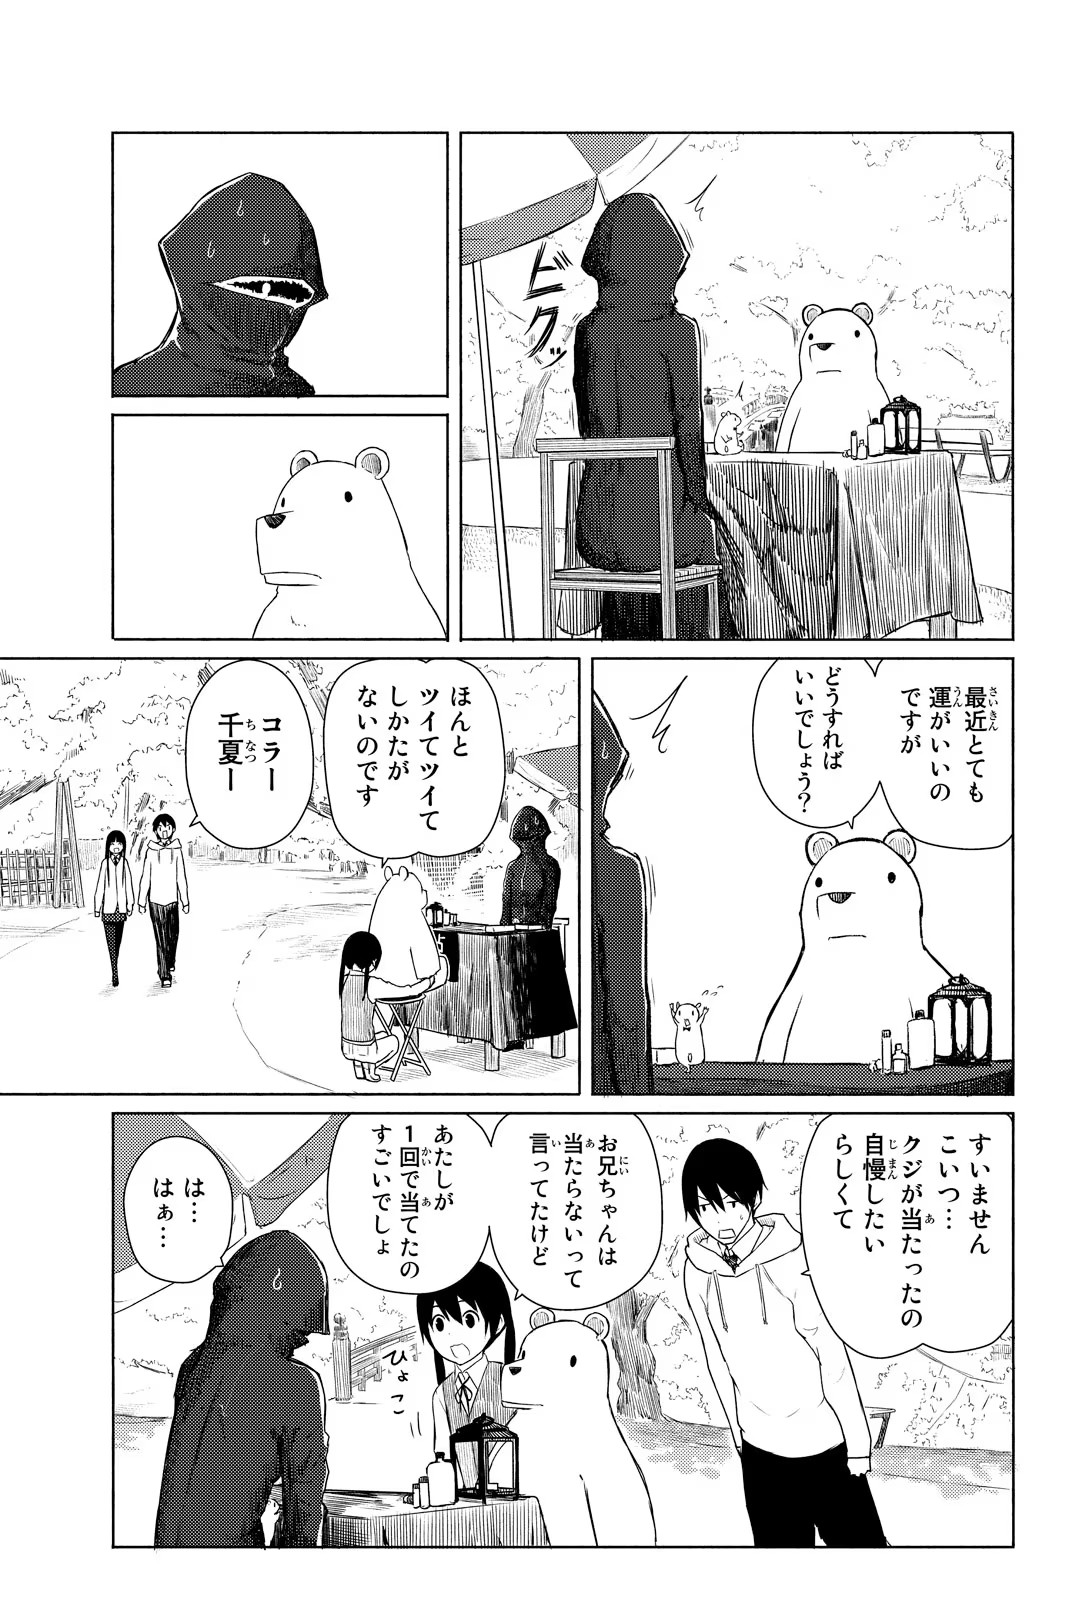 ビクッ
最近とても
運がいいの
ですが
どうすれば
いいでしょう?
ほんと
ツイてツイて
しかたが
ないのです
コラー
千夏ー
占
すいません
こいつ…
クジが当たったの
自慢したい
らしくて
お兄ちゃんは
当たらないって
言ってたけど
あたしが
1回で当てたの
すごいでしょ
ひょこ
は…
はぁ…